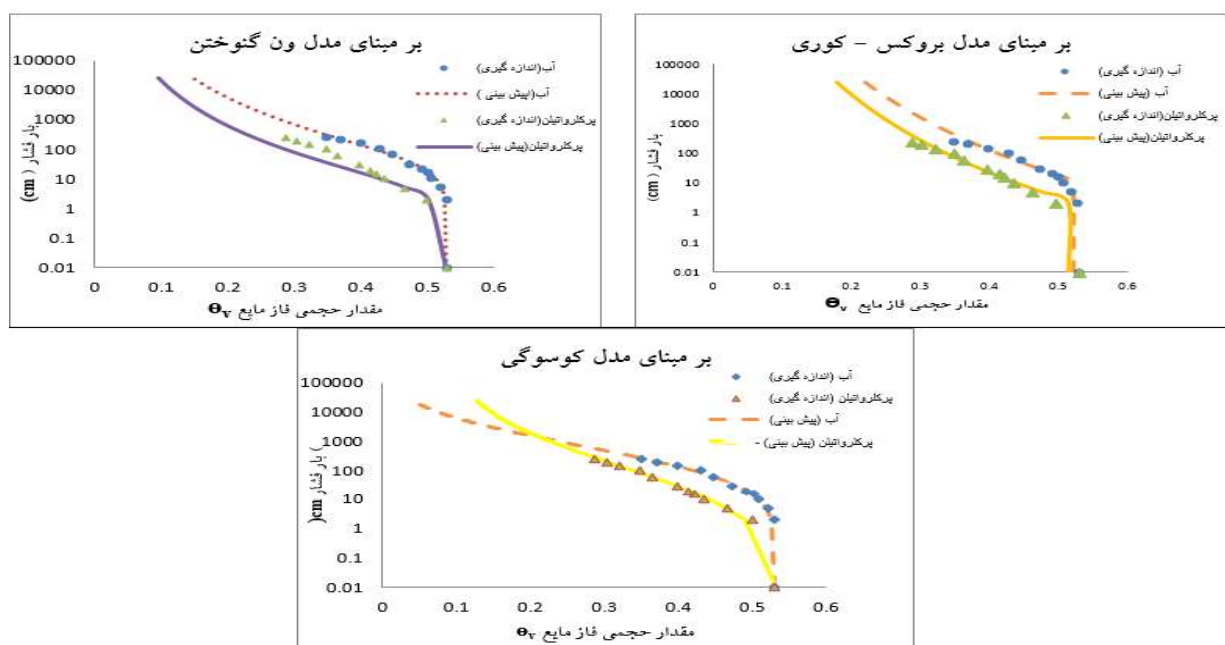 بر مبنای مدل ون گنوختن
آب(اندازه گیری)
آب(پیش بینی )
پرکلرواتیلن(اندازه گیری)
پرکلرواتیلن(پیش بینی)
بار فشار ( cm)
100000
10000
1000
100
10
1
0.1
0.01
0 0.1 0.2 0.3 0.4 0.5 0.6
مقدار حجمی فاز مایع Θv
بر مبنای مدل بروکس – کوری
آب (اندازه گیری)
آب (پیش بینی)
پرکلرواتیلن(اندازه گیری)
پرکلرواتیلن(پیش بینی)
بار فشار ( cm)
100000
10000
1000
100
10
1
0.1
0.01
0 0.1 0.2 0.3 0.4 0.5 0.6
مقدار حجمی فاز مایع Θv
بر مبنای مدل کوسوگی
آب (اندازه گیری)
پرکلرواتیلن (اندازه گیری)
آب (پیش بینی)
پرکلرواتیلن (پیش بینی) -
) بار فشار cm(
100000
10000
1000
100
10
1
0.1
0.01
0 0.1 0.2 0.3 0.4 0.5 0.6
مقدار حجمی فاز مایع Θv